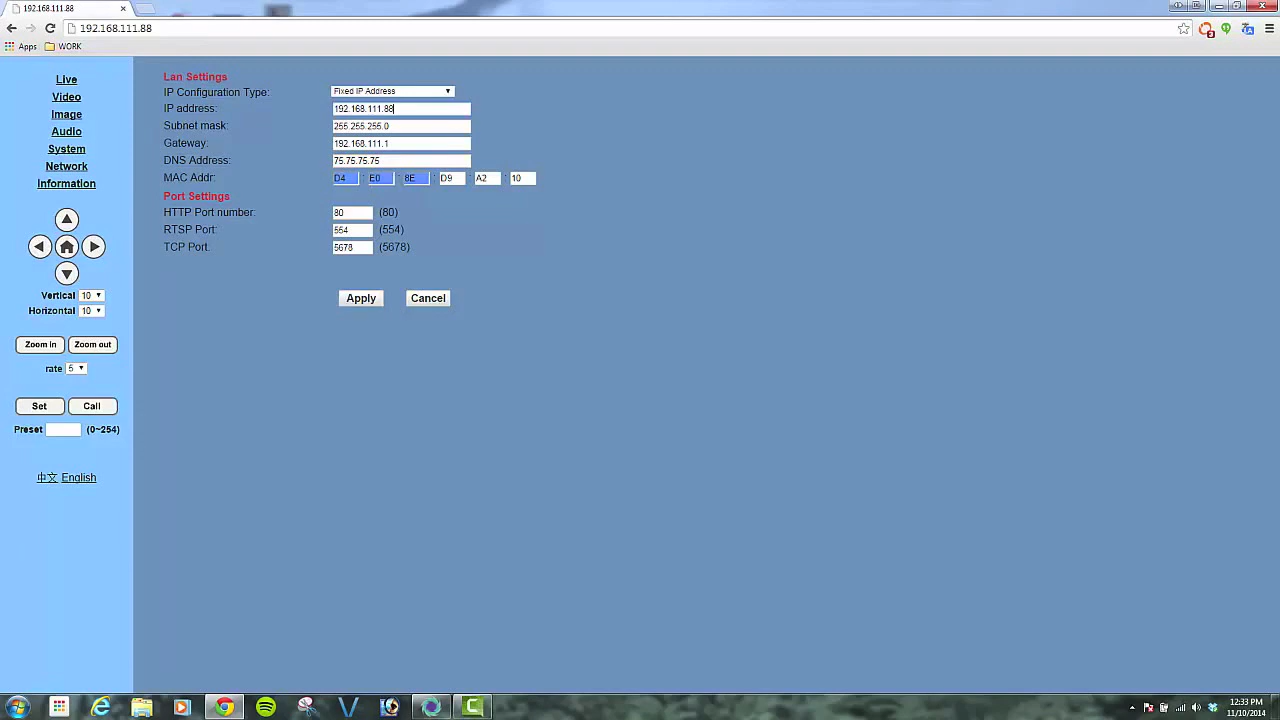 192.168.111.88
192.168.111.88
Apps WORK
Live
Video
Image
Audio
System
Network
Information
Vertical 10
Horizontal 10
Zoom in Zoom out
rate 5
Set Call
Preset (0~254)
中文 English
Lan Settings
IP Configuration Type: Fixed IP Address
IP address: 192.168.111.88
Subnet mask: 255.255.255.0
Gateway: 192.168.111.1
DNS Address: 75.75.75.75
MAC Addr: D4 : E0 : 8E : D9 : A2 : 10
Port Settings
HTTP Port number: 80 (80)
RTSP Port: 554 (554)
TCP Port: 5678 (5678)
Apply Cancel
12:33 PM
11/10/2014